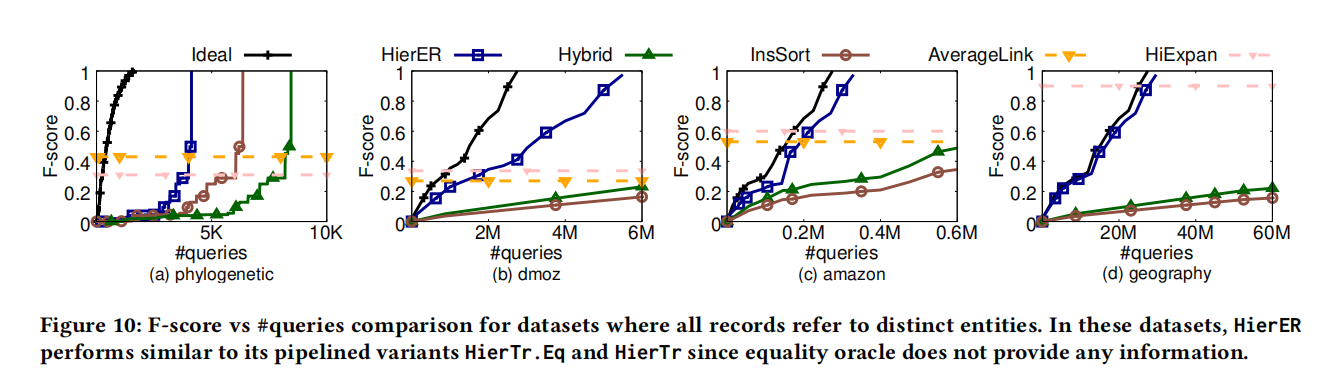 Ideal HierER Hybrid InsSort AverageLink HiExpan
F-score
1
0.8
0.6
0.4
0.2
0
5K 10K
#queries
(a) phylogenetic
F-score
1
0.8
0.6
0.4
0.2
0
2M 4M 6M
#queries
(b) dmoz
F-score
1
0.8
0.6
0.4
0.2
0
0.2M 0.4M 0.6M
#queries
(c) amazon
F-score
1
0.8
0.6
0.4
0.2
0
20M 40M 60M
#queries
(d) geography
Figure 10: F-score vs #queries comparison for datasets where all records refer to distinct entities. In these datasets, HierER
performs similar to its pipelined variants HierTr.Eq and HierTr since equality oracle does not provide any information.